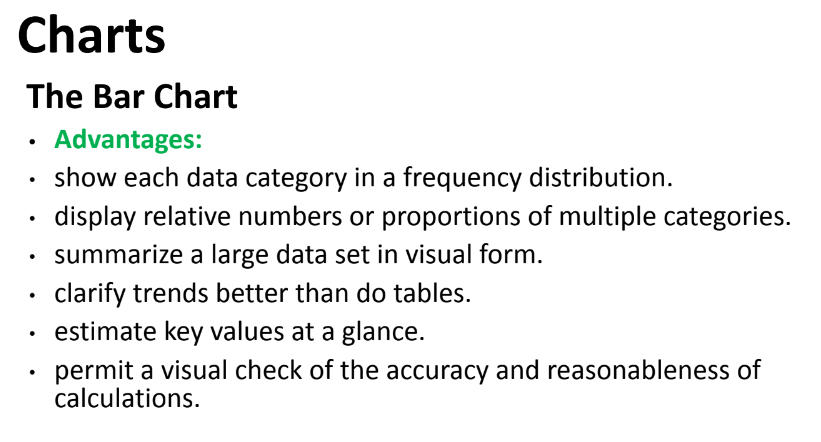 Charts
The Bar Chart
• Advantages:
• show each data category in a frequency distribution.
• display relative numbers or proportions of multiple categories.
• summarize a large data set in visual form.
• clarify trends better than do tables.
• estimate key values at a glance.
• permit a visual check of the accuracy and reasonableness of
calculations.